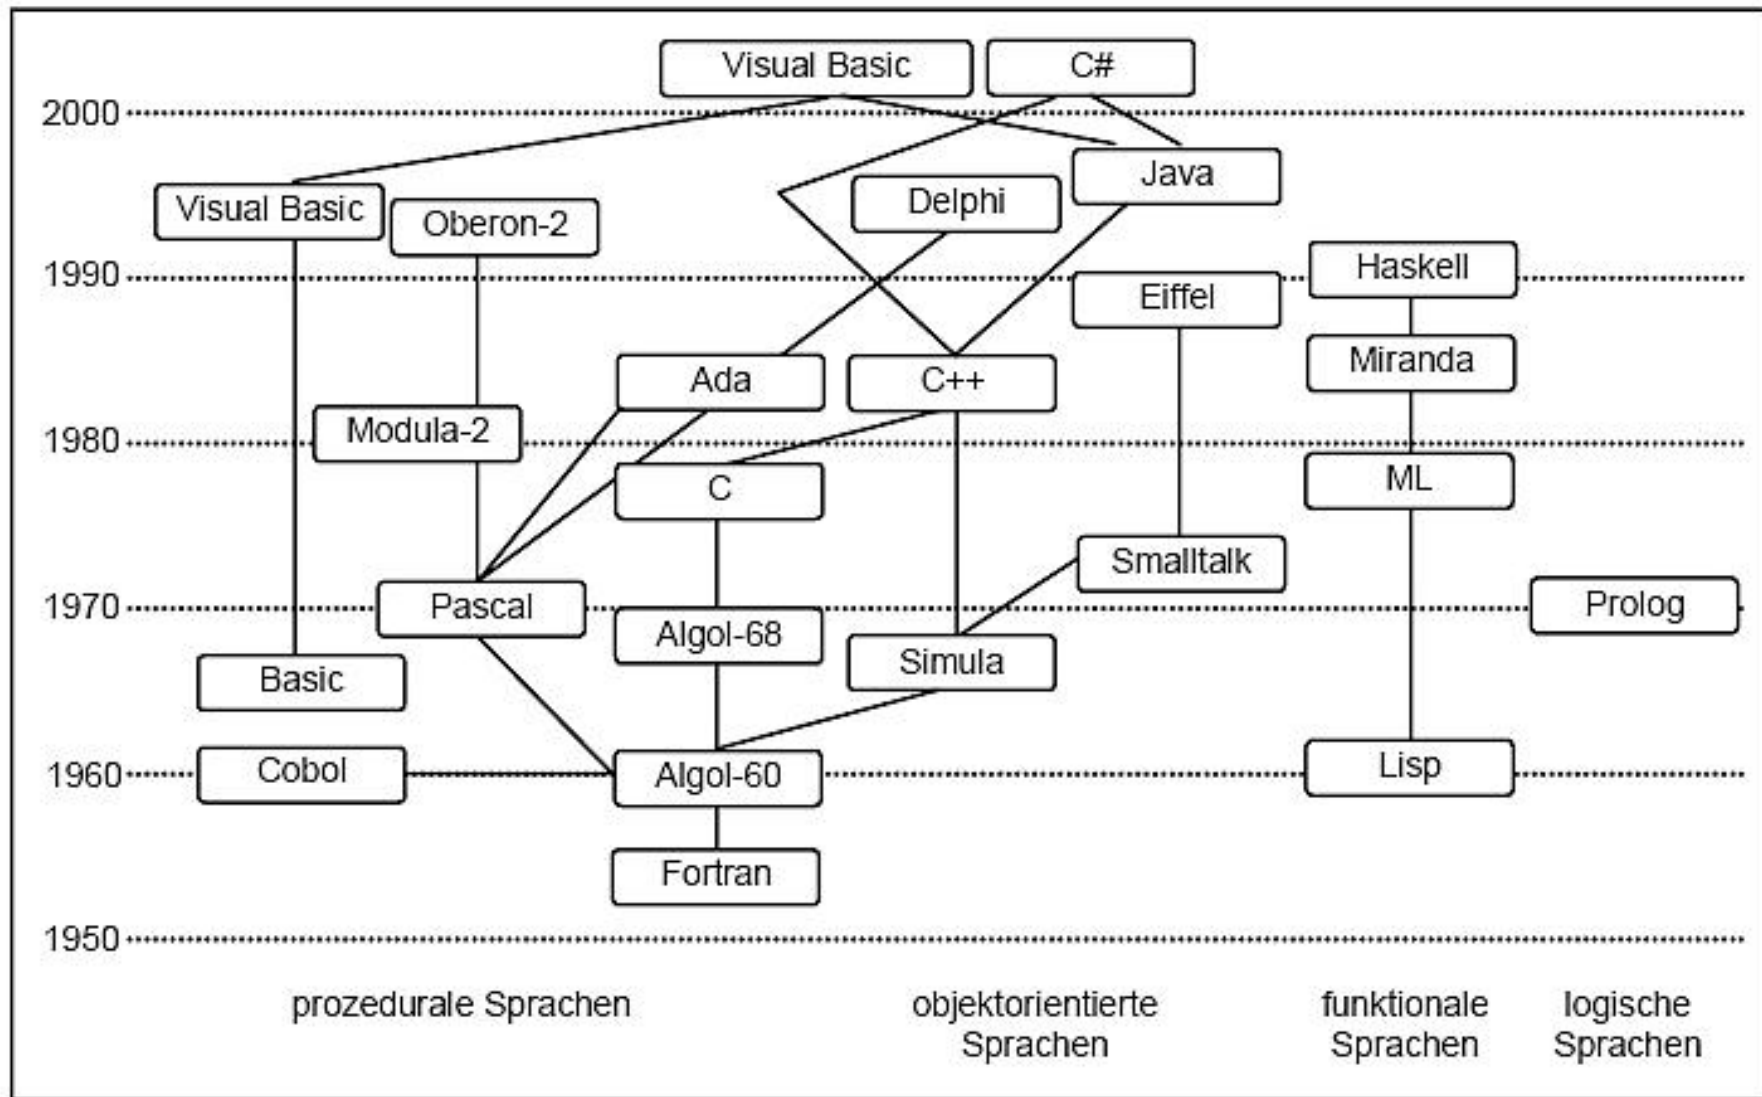 Visual Basic
C#
2000
Java
Visual Basic
Delphi
Oberon-2
1990
Haskell
Eiffel
Miranda
Ada
C++
Modula-2
1980
ML
C
Smalltalk
1970
Pascal
Prolog
Algol-68
Simula
Basic
1960
Cobol
Algol-60
Lisp
Fortran
1950
prozedurale Sprachen
objektorientierte
Sprachen
funktionale
Sprachen
logische
Sprachen